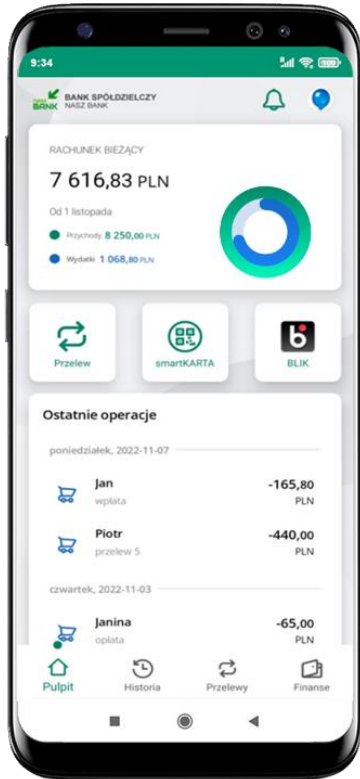 9:34
BANK SPÓŁDZIELCZY
NASZ BANK
NASZ BANK
RACHUNEK BIEŻĄCY
7 616,83 PLN
Od 1 listopada
Przychody 8 250,00 PLN
Wydatki 1 068,80 PLN
Przelew
smartKARTA
BLIK
Ostatnie operacje
poniedziałek, 2022-11-07
Jan -165,80
wpłata PLN
Piotr -440,00
przelew 5 PLN
czwartek, 2022-11-03
Janina -65,00
opłata PLN
Pulpit
Historia
Przelewy
Finanse